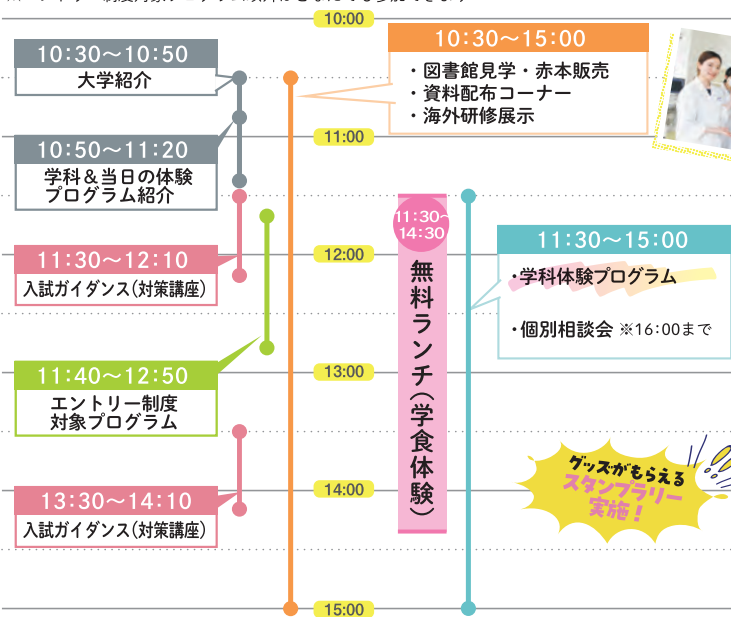 10:00
10:30〜10:50
大学紹介
10:50〜11:20
学科＆当日の体験
プログラム紹介
11:30〜12:10
入試ガイダンス(対策講座)
11:40〜12:50
エントリー制度
対象プログラム
13:30〜14:10
入試ガイダンス(対策講座)
10:30〜15:00
・図書館見学・赤本販売
・資料配布コーナー
・海外研修展示
11:00
11:30〜
14:30
無料ランチ(学食体験)
12:00
11:30〜15:00
・学科体験プログラム
・個別相談会 ※16:00まで
13:00
グッズがもらえる
スタンプラリー
実施！
14:00
15:00